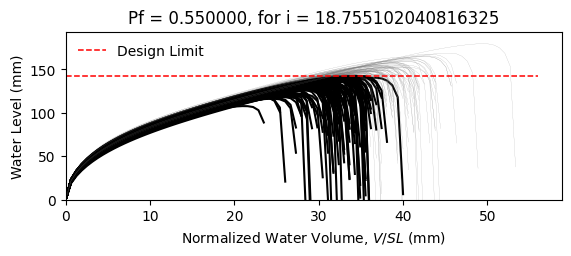 Pf = 0.550000, for i = 18.755102040816325
Design Limit
Water Level (mm)
150
100
50
0
0 10 20 30 40 50
Normalized Water Volume, V/SL (mm)